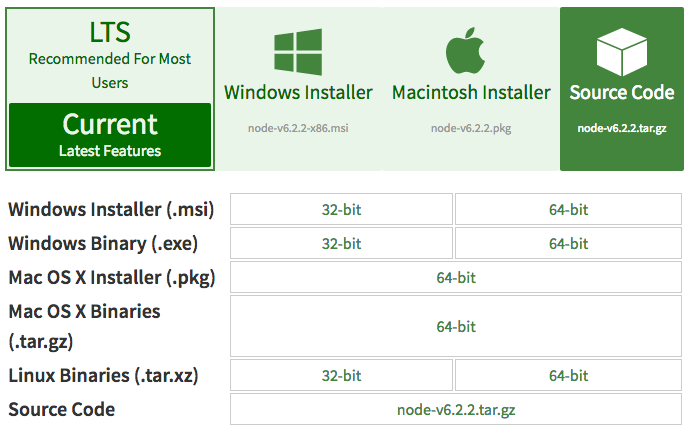 LTS
Recommended For Most
Users
Current
Latest Features
Windows Installer
node-v6.2.2-x86.msi
Macintosh Installer
node-v6.2.2.pkg
Source Code
node-v6.2.2.tar.gz
Windows Installer (.msi) 32-bit 64-bit
Windows Binary (.exe) 32-bit 64-bit
Mac OS X Installer (.pkg) 64-bit
Mac OS X Binaries
(.tar.gz) 64-bit
Linux Binaries (.tar.xz) 32-bit 64-bit
Source Code node-v6.2.2.tar.gz